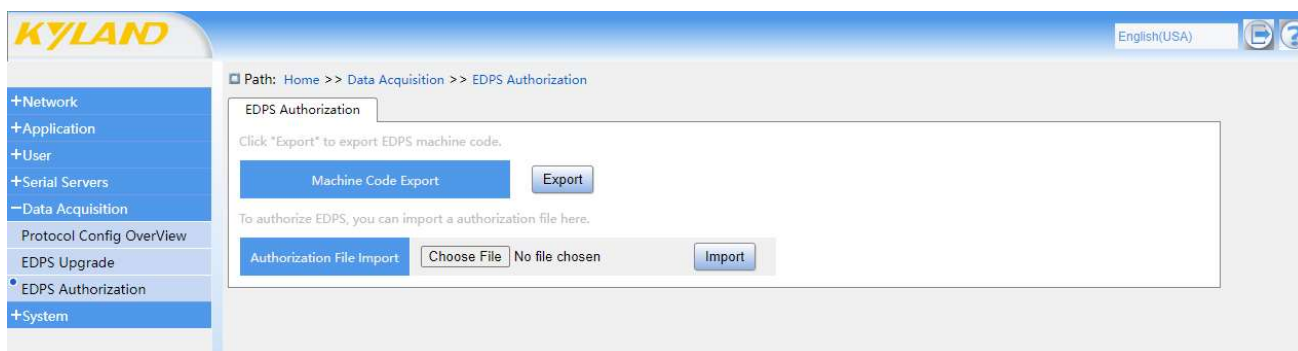 KYLAND
English(USA)
Path: Home >> Data Acquisition >> EDPS Authorization
+Network
+Application
+User
+Serial Servers
−Data Acquisition
Protocol Config OverView
EDPS Upgrade
EDPS Authorization
+System
EDPS Authorization
Click "Export" to export EDPS machine code.
Machine Code Export Export
To authorize EDPS, you can import a authorization file here.
Authorization File Import Choose File No file chosen Import